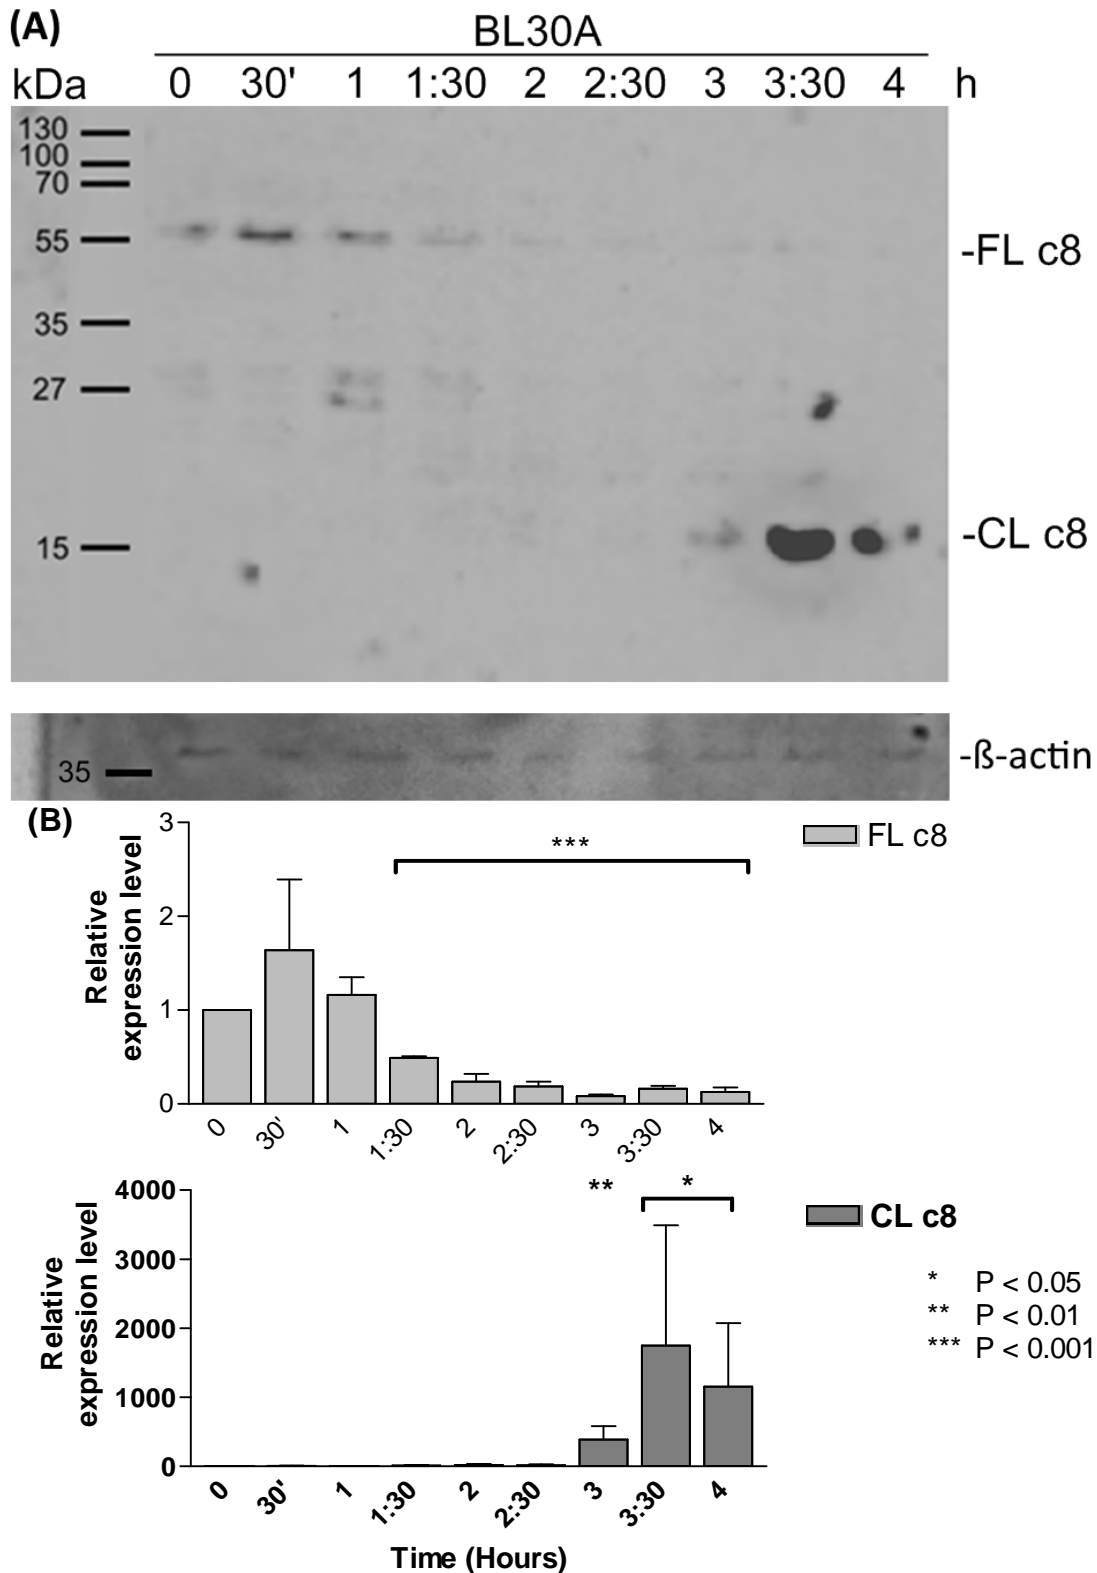 (A)
BL30A
kDa 0 30' 1 1:30 2 2:30 3 3:30 4 h
130
100
70
55
-FL c8
35
27
15
-CL c8
35
-ß-actin
(B)
Relative
expression level
3
2
1
0
***
FL c8
0 30' 1 1:30 2 2:30 3 3:30 4
Relative
expression level
4000
3000
2000
1000
0
** *
CL c8
* P < 0.05
** P < 0.01
*** P < 0.001
0 30' 1 1:30 2 2:30 3 3:30 4
Time (Hours)